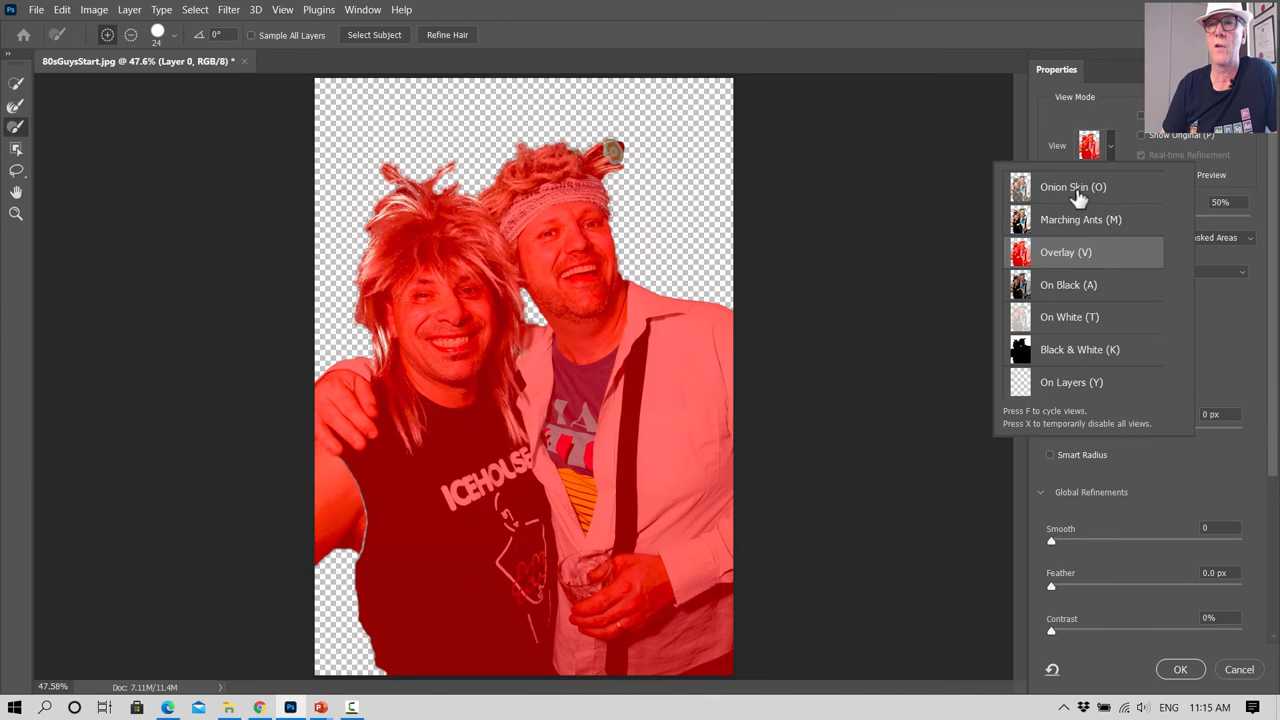 Ps File Edit Image Layer Type Select Filter 3D View Plugins Window Help
24 0° Sample All Layers Select Subject Refine Hair
80sGuysStart.jpg @ 47.6% (Layer 0, RGB/8) * ×
Properties
View Mode
Show Original (P)
View
Real-time Refinement
Preview
Onion Skin (O)
50%
Marching Ants (M)
Overlay (V)
On Black (A)
On White (T)
Black & White (K)
On Layers (Y)
Press F to cycle views.
Press X to temporarily disable all views.
0 px
Smart Radius
Global Refinements
Smooth 0
Feather 0.0 px
Contrast 0%
OK Cancel
ICEHOUSE
47.58% Doc: 7.11M/11.4M
ENG 11:15 AM